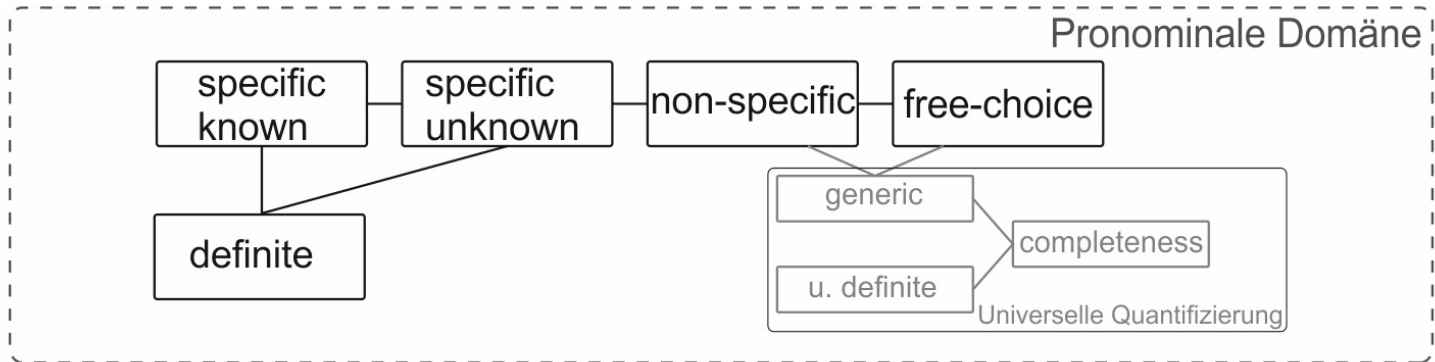 Pronominale Domäne
specific
known
specific
unknown
non-specific
free-choice
generic
completeness
definite
u. definite
Universelle Quantifizierung